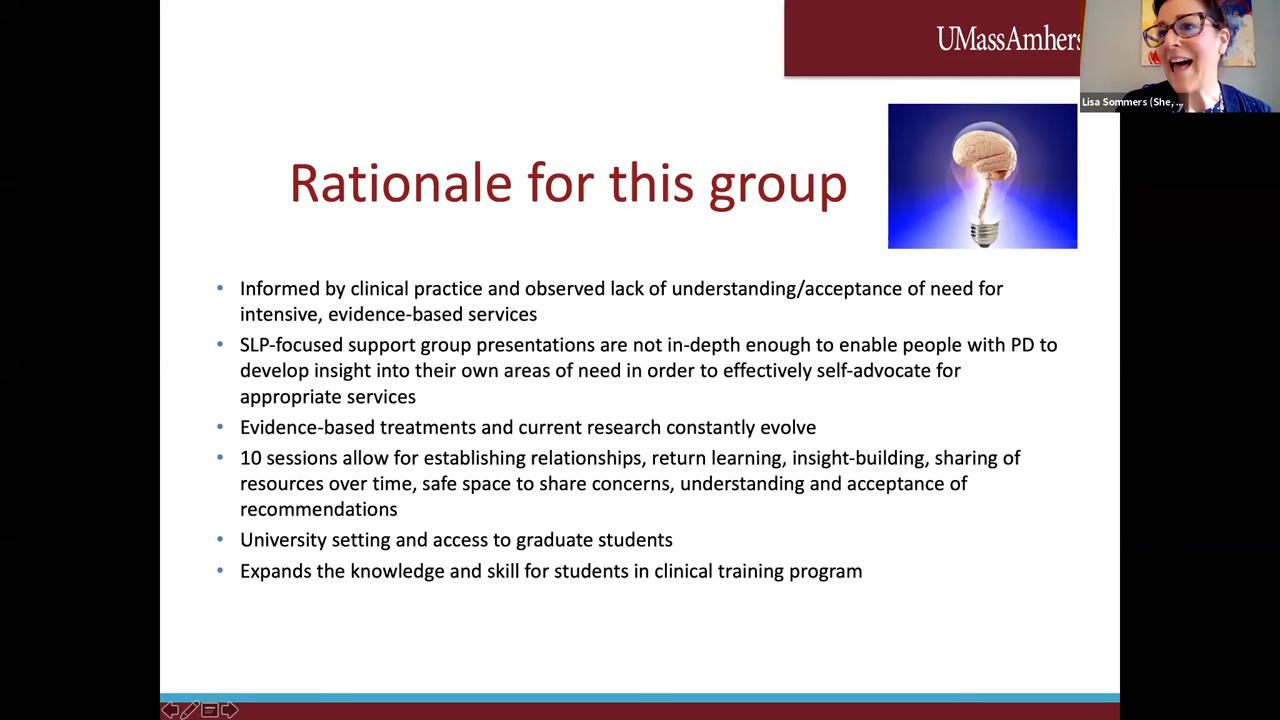 UMassAmhers
Lisa Sommers (She, ...
Rationale for this group
• Informed by clinical practice and observed lack of understanding/acceptance of need for
intensive, evidence-based services
• SLP-focused support group presentations are not in-depth enough to enable people with PD to
develop insight into their own areas of need in order to effectively self-advocate for
appropriate services
• Evidence-based treatments and current research constantly evolve
• 10 sessions allow for establishing relationships, return learning, insight-building, sharing of
resources over time, safe space to share concerns, understanding and acceptance of
recommendations
• University setting and access to graduate students
• Expands the knowledge and skill for students in clinical training program